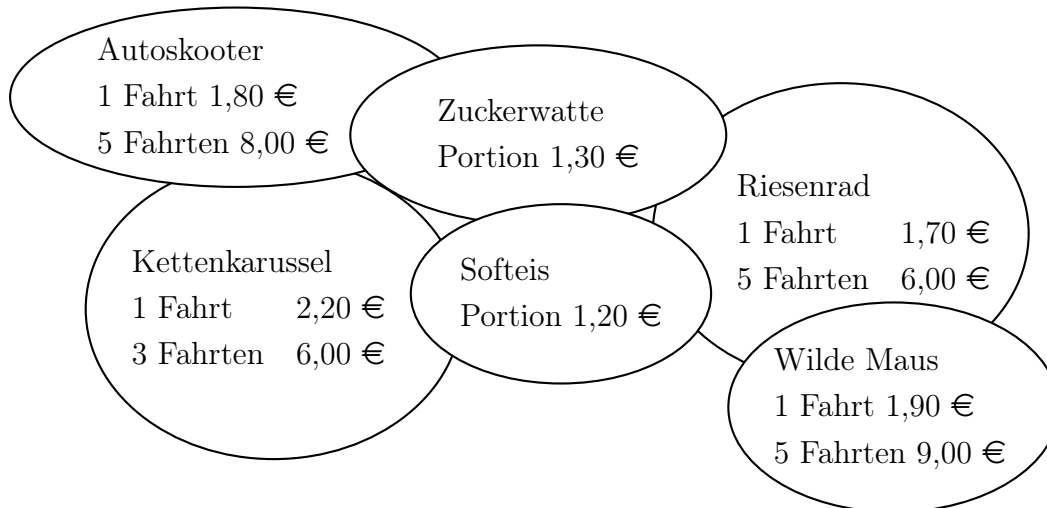 Autoskooter
1 Fahrt 1,80 €
5 Fahrten 8,00 €
Zuckerwatte
Portion 1,30 €
Riesenrad
1 Fahrt 1,70 €
5 Fahrten 6,00 €
Kettenkarussel
1 Fahrt 2,20 €
3 Fahrten 6,00 €
Softeis
Portion 1,20 €
Wilde Maus
1 Fahrt 1,90 €
5 Fahrten 9,00 €